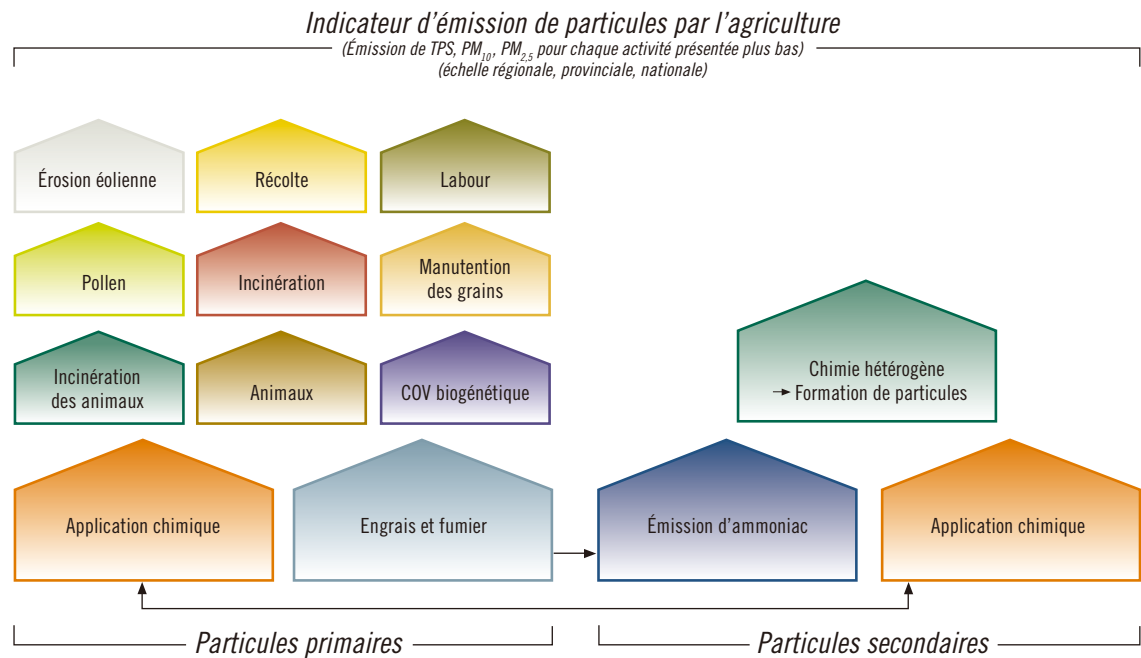 Indicateur d'émission de particules par l'agriculture
(Émission de TPS, PM10, PM2,5 pour chaque activité présentée plus bas)
(échelle régionale, provinciale, nationale)
Érosion éolienne
Récolte
Labour
Pollen
Incinération
Manutention
des grains
Incinération
des animaux
Animaux
COV biogénétique
Chimie hétérogène
→ Formation de particules
Application chimique
Engrais et fumier
Émission d'ammoniac
Application chimique
Particules primaires
Particules secondaires